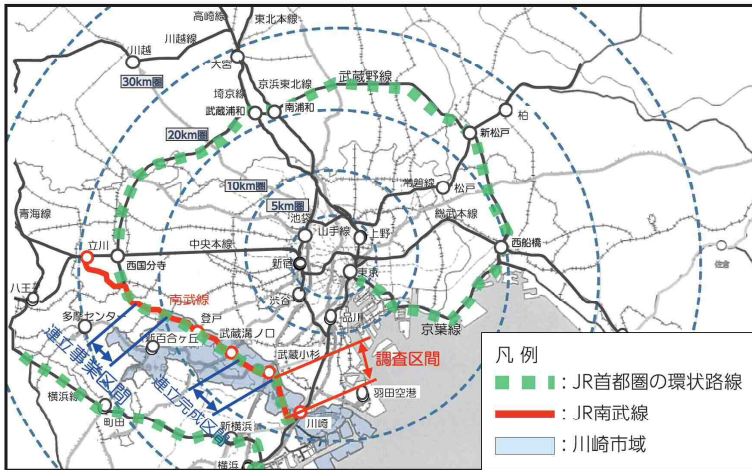 東北本線
高崎線
川越
川越線
大宮
30km圏
京浜東北線
武蔵野線
埼京線
武蔵浦和
南浦和
柏
20km圏
新松戸
10km圏
常磐線
松戸
5km圏
池袋
山手線
上野
総武本線
青海線
立川
中央本線
西船橋
西国分寺
新宿
東京
佐倉
八王子
南武線
渋谷
品川
京葉線
多摩センター
登戸
新百合ヶ丘
武蔵溝ノ口
武蔵小杉
連立事業区間
連立完成区間
調査区間
羽田空港
横浜線
町田
新横浜
川崎
横浜
凡 例
: JR首都圏の環状路線
: JR南武線
: 川崎市域